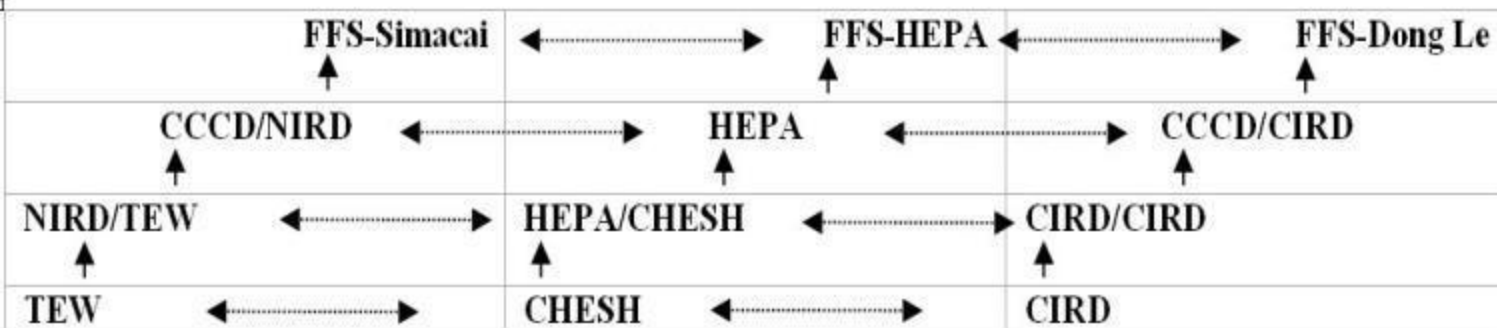 FFS-Simacai FFS-HEPA FFS-Dong Le
CCCD/NIRD HEPA CCCD/CIRD
NIRD/TEW HEPA/CHESH CIRD/CIRD
TEW CHESH CIRD